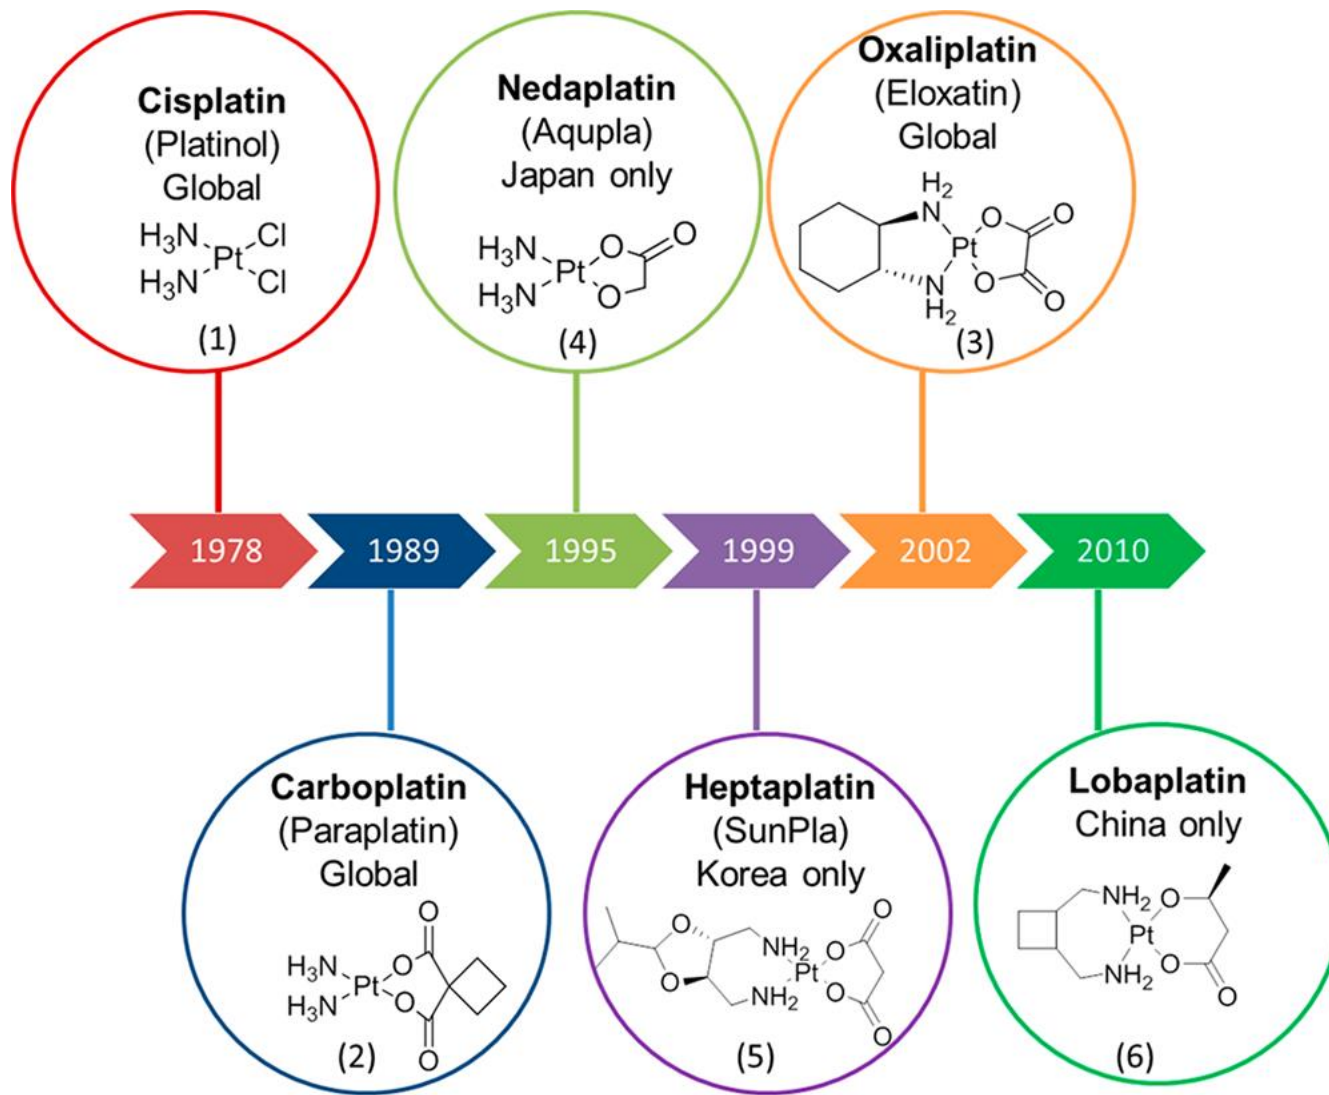 Cisplatin
(Platinol)
Global
H₃N
Cl
Pt
H₃N
Cl
(1)
Nedaplatin
(Aqupla)
Japan only
H₃N
O
O
Pt
H₃N
O
(4)
Oxaliplatin
(Eloxatin)
Global
H₂
N
O
O
Pt
N
O
O
H₂
(3)
1978
1989
1995
1999
2002
2010
Carboplatin
(Paraplatin)
Global
O
H₃N
O
Pt
H₃N
O
O
(2)
Heptaplatin
(SunPla)
Korea only
O
O
NH₂
O
Pt
O
NH₂
O
O
(5)
Lobaplatin
China only
NH₂
O
Pt
NH₂
O
O
(6)